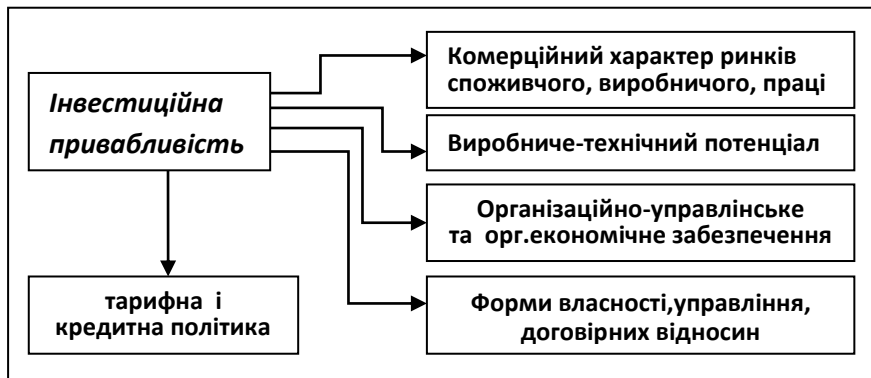 Інвестиційна
привабливість
Комерційний характер ринків
споживчого, виробничого, праці
Виробниче-технічний потенціал
Організаційно-управлінське
та орг.економічне забезпечення
тарифна і
кредитна політика
Форми власності,управління,
договірних відносин